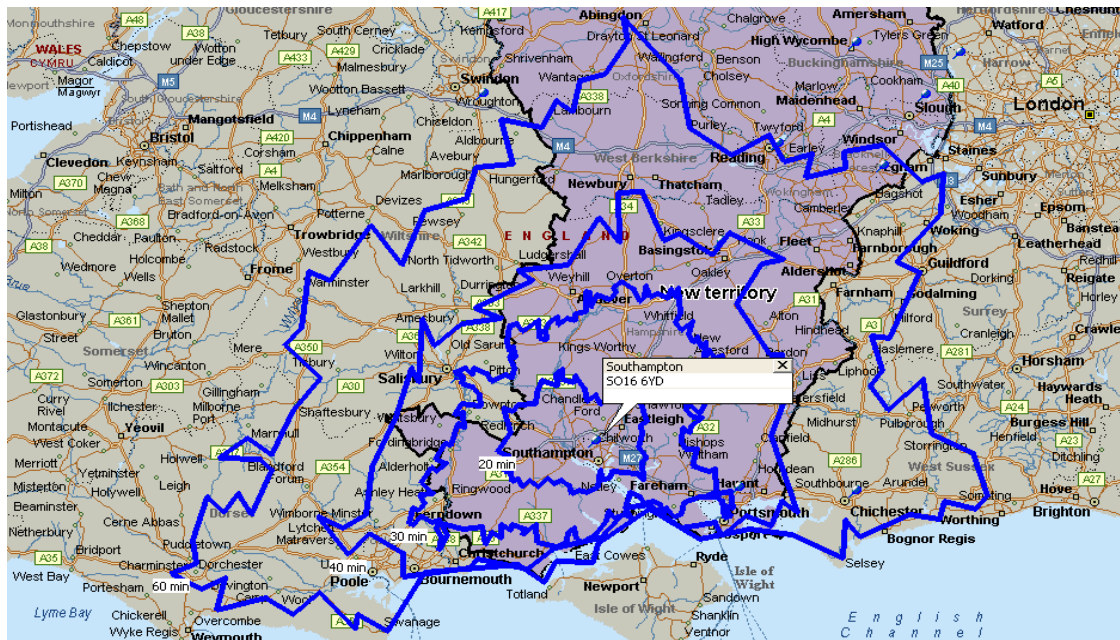 Monmouthshire
A48
Gloucestershire
A417
Abingdon
Chalgrove
Amersham
Watford
Chepstow
A38
Wotton
Tetbury
South Cerney
Kempsford
Drayton St Leonard
Tylers Green
WALES
CYMRU
Caldicot
under Edge
A429
Cricklade
High Wycombe
Wallingford
A433
Malmesbury
Shrivenham
Benson
Buckinghamshire
M25
Harrow
Magor
Magwyr
M5
Swindon
Wantage
Oxfordshire
Cholsey
Marlow
Cookham
A5
South Gloucestershire
Wootton Bassett
Wroughton
A338
Sonning Common
Maidenhead
A40
Slough
London
Portishead
Mangotsfield
M4
Lyneham
Chiseldon
Lambourn
Purley
Twyford
A4
Bristol
A420
Chippenham
Aldbourne
M4
Earley
Windsor
M4
Clevedon
Keynsham
Corsham
Calne
Avebury
West Berkshire
Reading
Egham
Staines
A370
Chew
Magna
Saltford
A4
Melksham
Marlborough
Hungerford
Newbury
Thatcham
Sunbury
Milton
Bath and North
East Somerset
Devizes
Wokingham
Bagshot
Esher
North Somerset
A368
Bradford-on-Avon
Potterne
Pewsey
A34
Tadley
Camberley
Woodham
Epsom
Cheddar
Paulton
Trowbridge
Wiltshire
A342
ENGLAND
Kingsclere
A33
Knaphill
Woking
Banstead
A38
Radstock
Westbury
North Tidworth
Ludgershall
Basingstoke
Fleet
Farnborough
Leatherhead
Wedmore
Holcombe
Wells
Frome
Warminster
Larkhill
Durrington
Weyhill
Overton
Oakley
Aldershot
Guildford
Redhill
Dorking
Reigate
Shepton
Mallet
Andover
New territory
A31
Farnham
Godalming
Horley
Glastonbury
A361
Bruton
Amesbury
A338
Whitfield
Alton
A3
Milford
Surrey
Street
Mere
A350
Old Sarum
Hampshire
Hindhead
Cranleigh
Crawley
Somerset
A372
Wincanton
Tisbury
Wilton
Kings Worthy
New
Alresford
Haslemere
A281
Somerton
A303
Gillingham
A30
Salisbury
Pitton
Southampton
SO16 6YD
Liphook
Horsham
Curry
Rivel
Ilchester
Milborne
Port
Shaftesbury
Southwater
Haywards
Heath
Montacute
Yeovil
Fordingbridge
Redlynch
Chandlers
Ford
Eastleigh
Midhurst
Petworth
A24
West Coker
Marnhull
Chilworth
A32
Bishops
Waltham
Pulborough
Burgess Hill
Merriott
Yetminster
Holwell
Blandford
Forum
A354
Alderholt
20 min
Southampton
M27
Horndean
Storrington
Henfield
A23
Ditchling
Misterton
Holywell
Ashley Heath
Ringwood
Netley
A286
West Sussex
Beaminster
Wimborne Minster
Fareham
Havant
Southbourne
Arundel
Sompting
Hove
A27
Netherbury
Cerne Abbas
Dorset
Lytchett
Matravers
Ferndown
A337
Portsmouth
Chichester
Worthing
Brighton
A35
Bridport
Puddletown
30 min
Gosport
Bognor Regis
West Bay
Charminster
Dorchester
40 min
Christchurch
East Cowes
Ryde
Selsey
60 min
Poole
Bournemouth
Totland
Newport
Isle of
Wight
Portesham
Lyme Bay
Chickerell
Overcombe
Swanage
Isle of Wight
Sandown
Shanklin
English
Wyke Regis
Weymouth
Ventnor
Channel